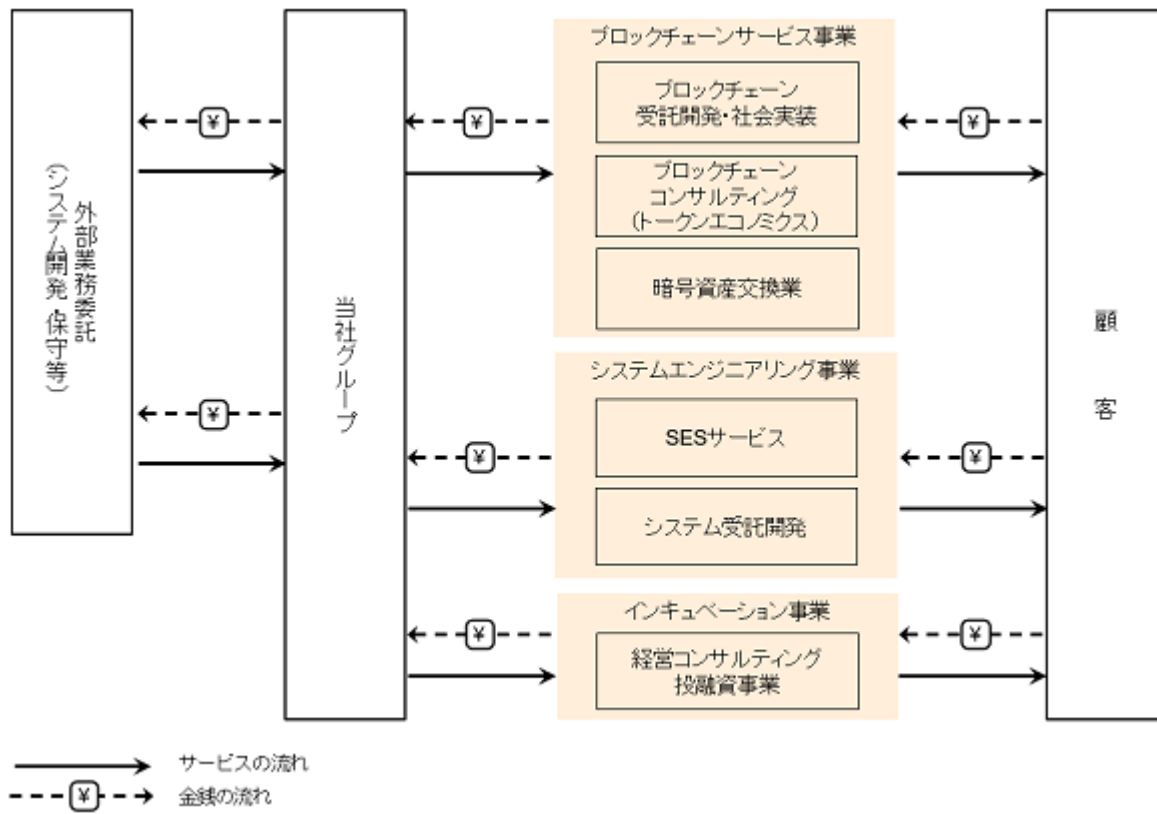 外部業務委託
(システム開発・保守等)
当社グループ
ブロックチェーンサービス事業
ブロックチェーン
受託開発・社会実装
ブロックチェーン
コンサルティング
(トークンエコノミクス)
暗号資産交換業
システムエンジニアリング事業
SESサービス
システム受託開発
インキュベーション事業
経営コンサルティング
投融資事業
顧客
¥
¥
¥
¥
¥
¥
¥
¥
サービスの流れ
¥
金銭の流れ